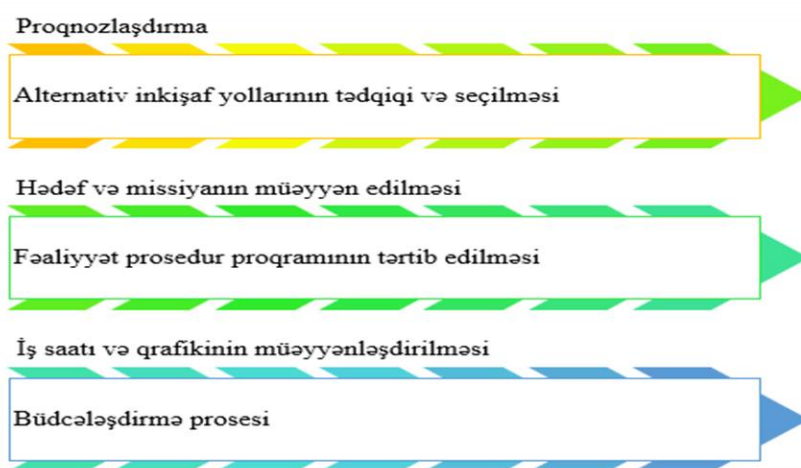 Proqnozlaşdırma
Alternativ inkişaf yollarının tədqiqi və seçilməsi
Hədəf və missiyanın müəyyən edilməsi
Fəaliyyət prosedur proqramının tərtib edilməsi
İş saatı və qrafikinin müəyyənləşdirilməsi
Büdcələşdirmə prosesi